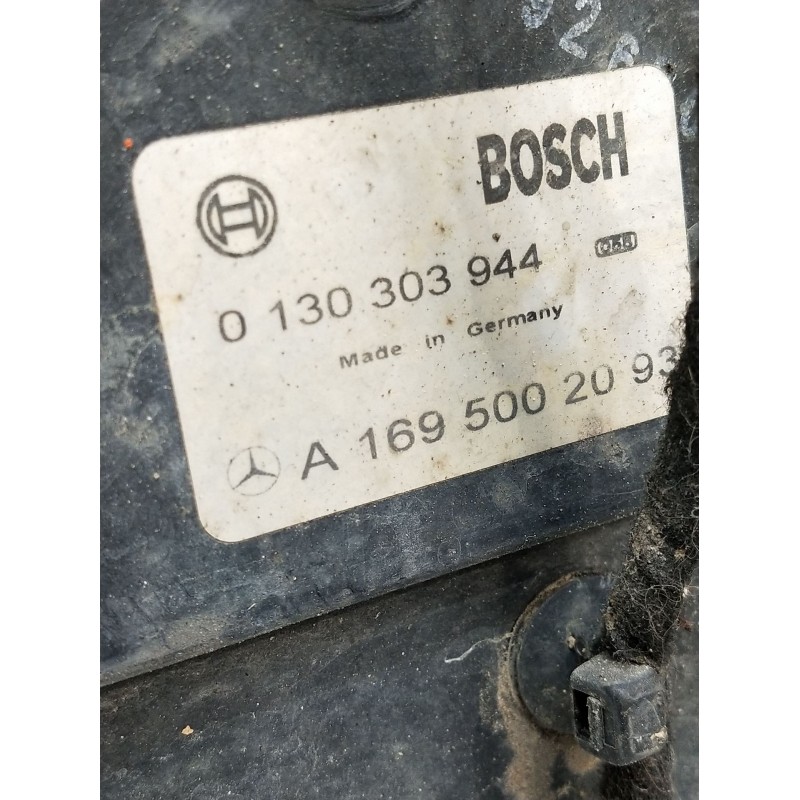 BOSCH
0 130 303 944
Made in Germany
A 169 500 20 93